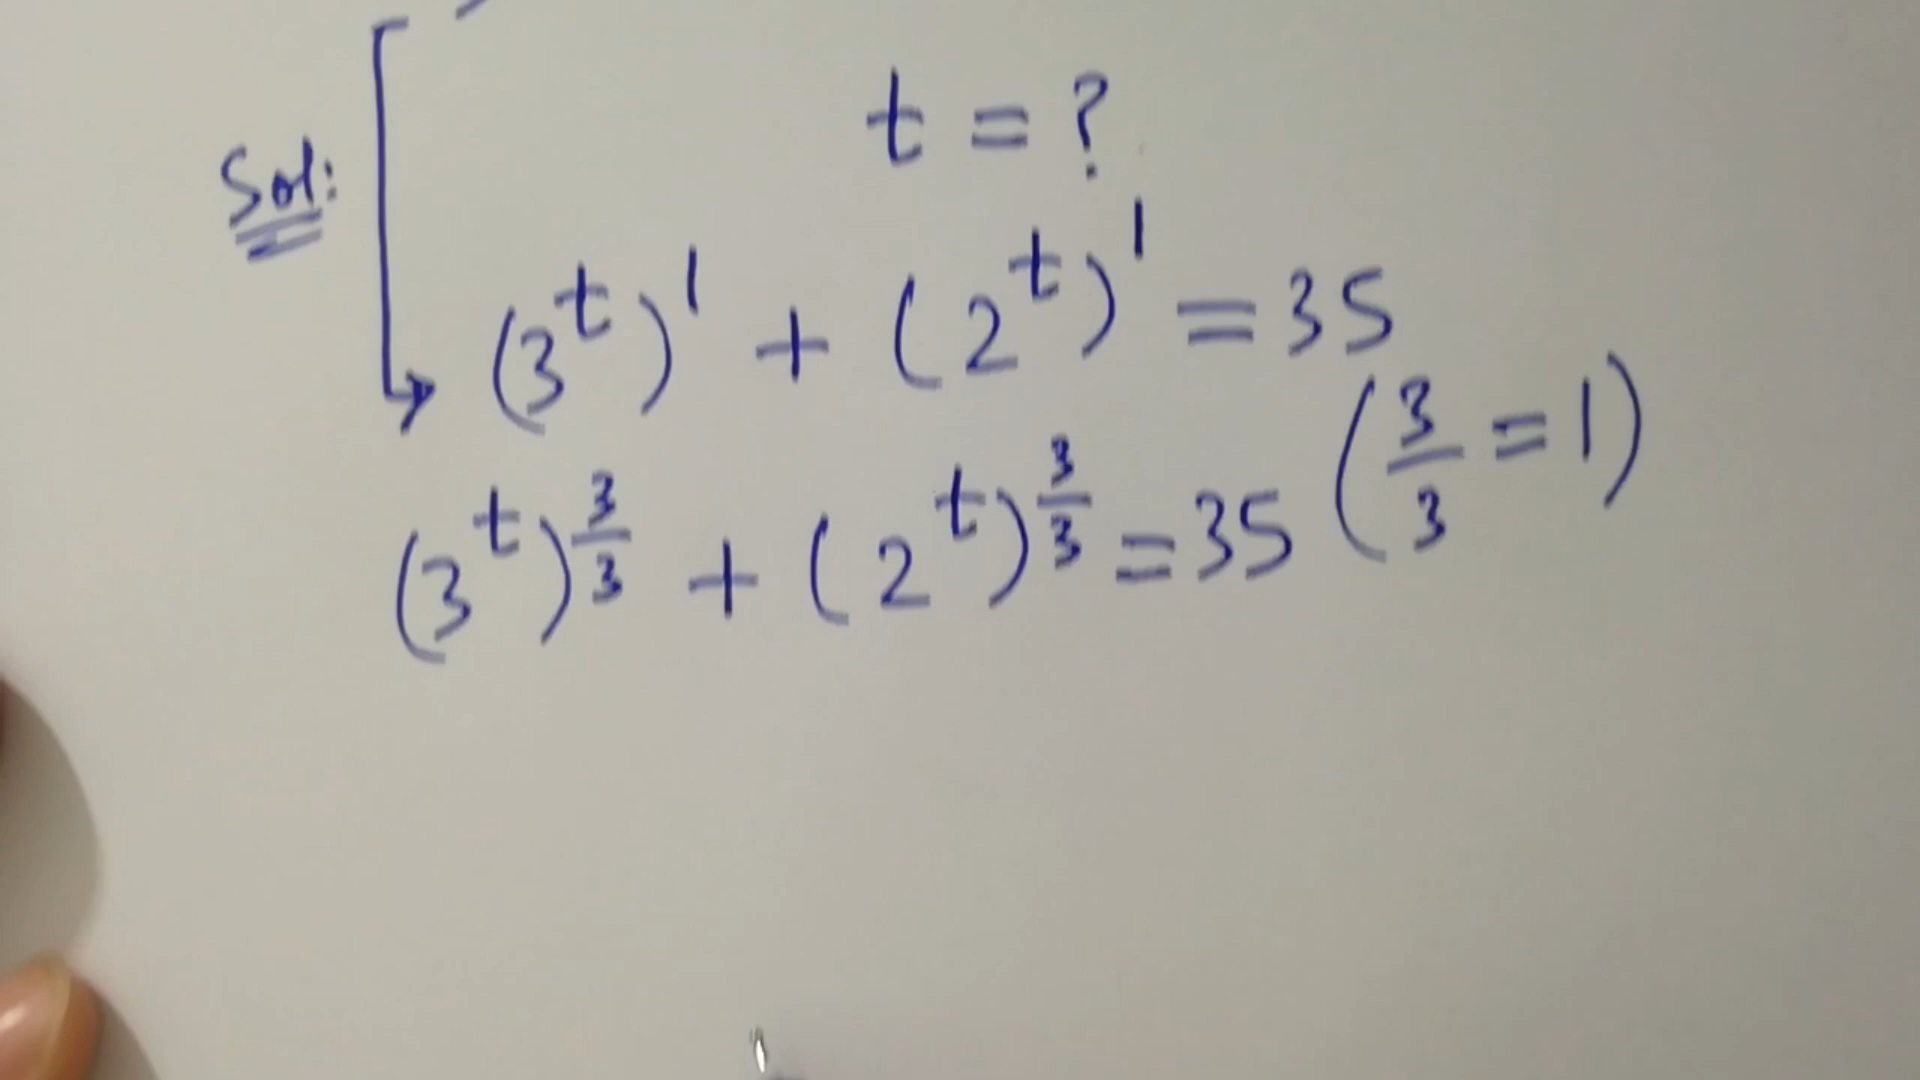 t = ?
Sol:
(3^t)^1 + (2^t)^1 = 35
(3^t)^(3/3) + (2^t)^(3/3) = 35 (3/3 = 1)